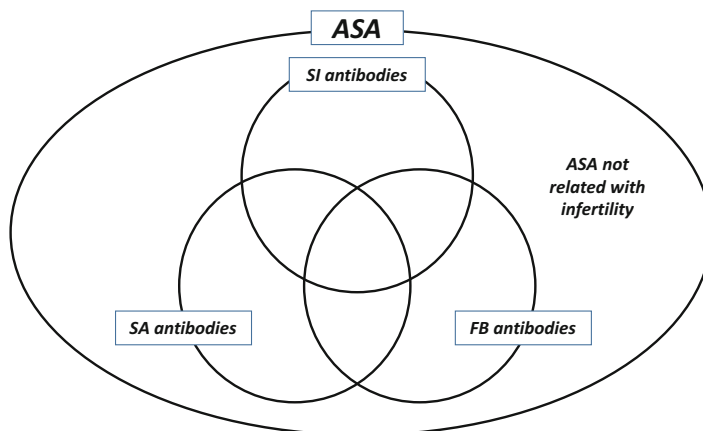 ASA
SI antibodies
ASA not
related with
infertility
SA antibodies
FB antibodies